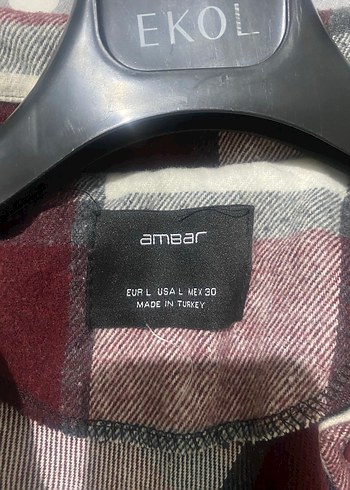 EKOL
ambar
EUR L USA L MEX 30
MADE IN TURKEY